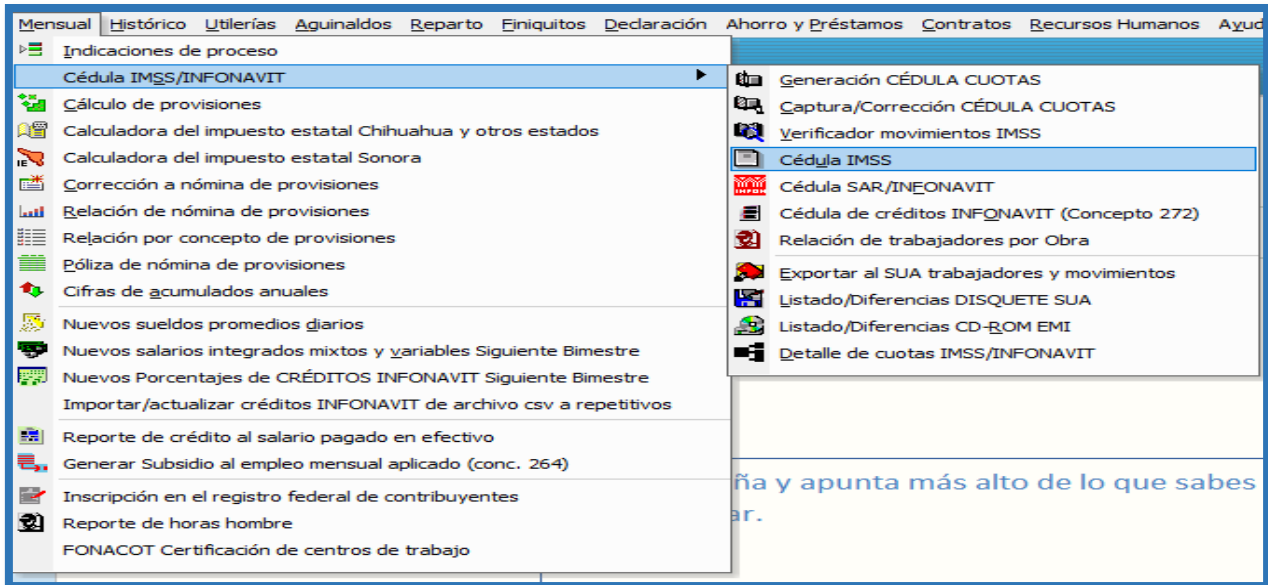 Mensual Histórico Utilerías Aguinaldos Reparto Finiquitos Declaración Ahorro y Préstamos Contratos Recursos Humanos Ayud
Indicaciones de proceso
Cédula IMSS/INFONAVIT
Cálculo de provisiones
Calculadora del impuesto estatal Chihuahua y otros estados
Calculadora del impuesto estatal Sonora
Corrección a nómina de provisiones
Relación de nómina de provisiones
Relación por concepto de provisiones
Póliza de nómina de provisiones
Cifras de acumulados anuales
Nuevos sueldos promedios diarios
Nuevos salarios integrados mixtos y variables Siguiente Bimestre
Nuevos Porcentajes de CRÉDITOS INFONAVIT Siguiente Bimestre
Importar/actualizar créditos INFONAVIT de archivo csv a repetitivos
Reporte de crédito al salario pagado en efectivo
Generar Subsidio al empleo mensual aplicado (conc. 264)
Inscripción en el registro federal de contribuyentes
Reporte de horas hombre
FONACOT Certificación de centros de trabajo
Generación CÉDULA CUOTAS
Captura/Corrección CÉDULA CUOTAS
Verificador movimientos IMSS
Cédula IMSS
Cédula SAR/INFONAVIT
Cédula de créditos INFONAVIT (Concepto 272)
Relación de trabajadores por Obra
Exportar al SUA trabajadores y movimientos
Listado/Diferencias DISQUETE SUA
Listado/Diferencias CD-ROM EMI
Detalle de cuotas IMSS/INFONAVIT
ña y apunta más alto de lo que sabes
ar.